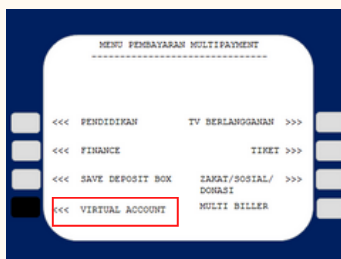 MENU PEMBAYARAN MULTIPAYMENT
--------------------------------
<<< PENDIDIKAN TV BERLANGGANAN >>>
<<< FINANCE TIKET >>>
<<< SAVE DEPOSIT BOX ZAKAT/SOSIAL/ >>>
DONASI
<<< VIRTUAL ACCOUNT MULTI BILLER